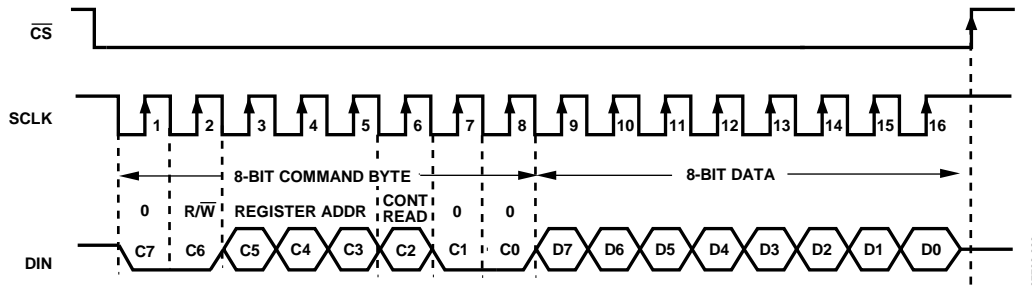 CS
SCLK
1 2 3 4 5 6 7 8 9 10 11 12 13 14 15 16
8-BIT COMMAND BYTE 8-BIT DATA
0 R/W REGISTER ADDR CONT READ 0 0
DIN C7 C6 C5 C4 C3 C2 C1 C0 D7 D6 D5 D4 D3 D2 D1 D0